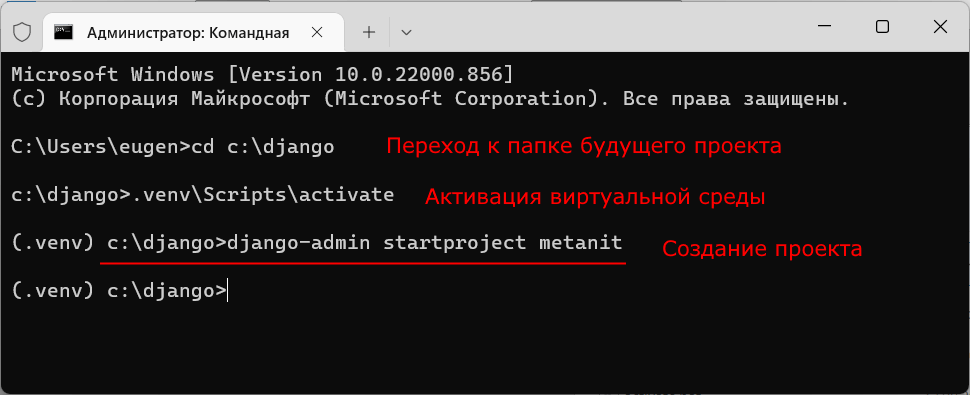 Администратор: Командная
Microsoft Windows [Version 10.0.22000.856]
(c) Корпорация Майкрософт (Microsoft Corporation). Все права защищены.
C:\Users\eugen>cd c:\django Переход к папке будущего проекта
c:\django>.venv\Scripts\activate Активация виртуальной среды
(.venv) c:\django>django-admin startproject metanit Создание проекта
(.venv) c:\django>